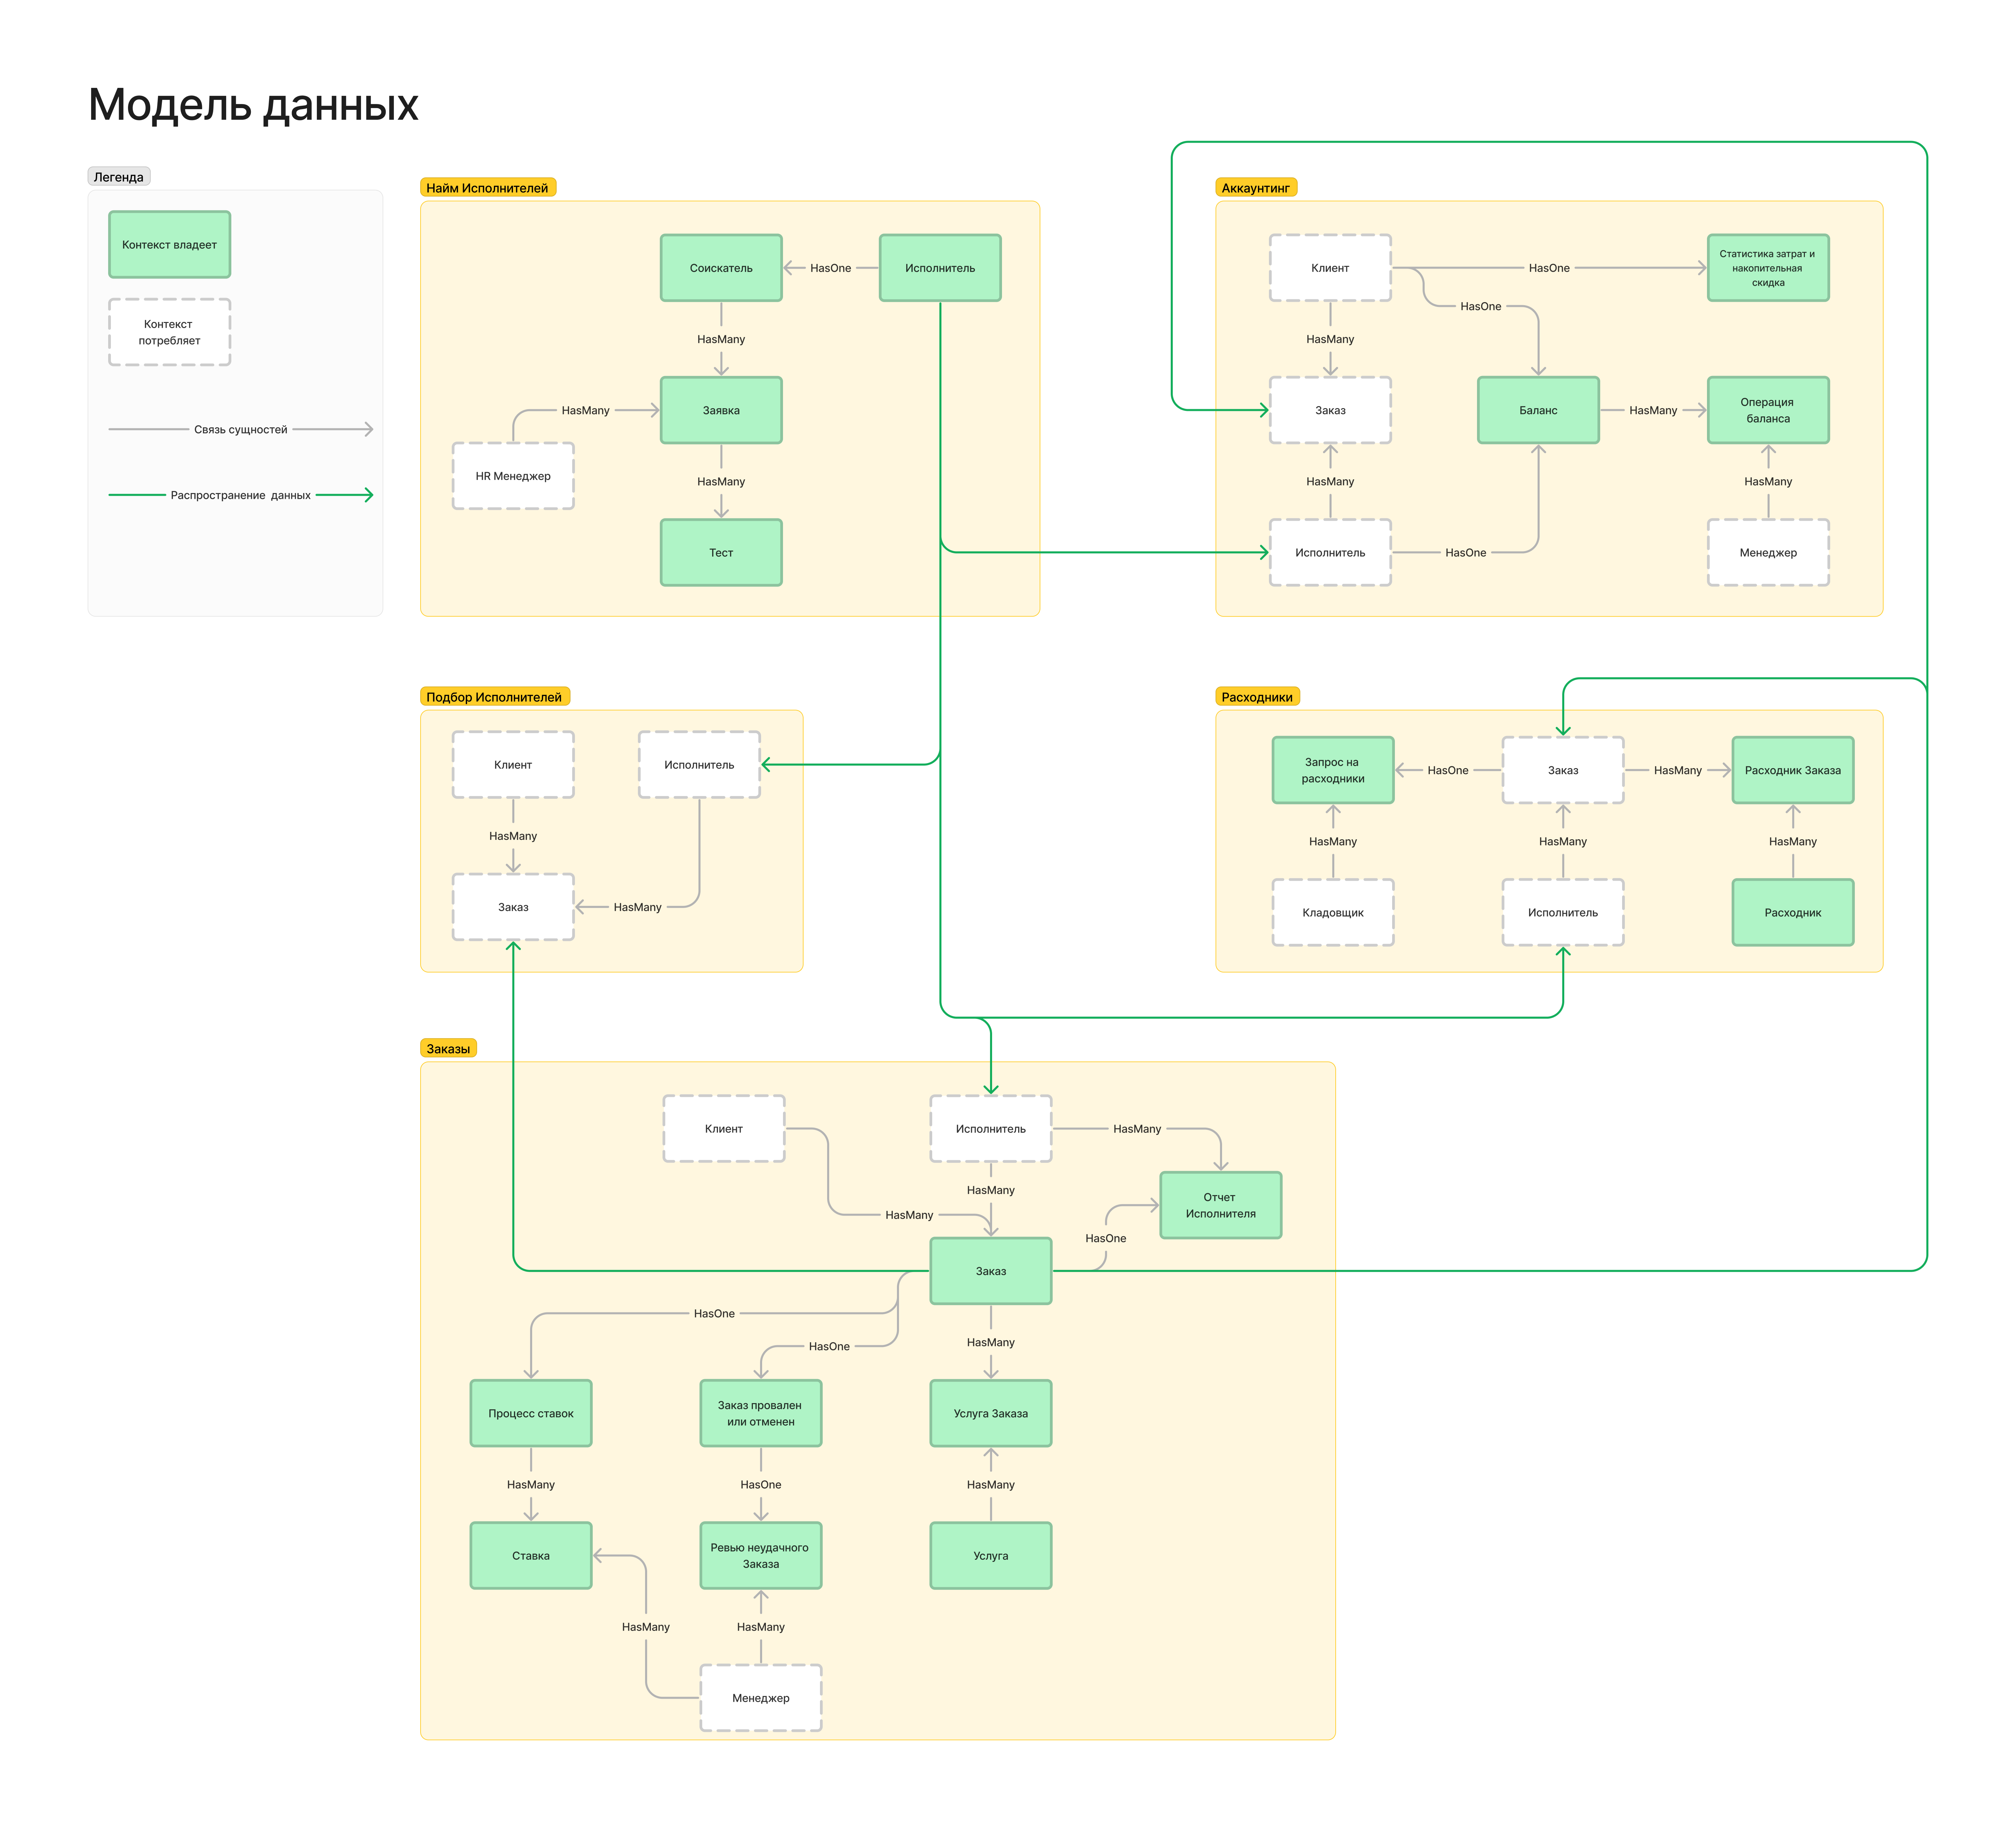 Модель данных
Легенда
Контекст владеет
Контекст
потребляет
Связь сущностей
Распространение данных
Найм Исполнителей
Соискатель
HasOne
Исполнитель
HasMany
HasMany
Заявка
HR Менеджер
HasMany
Тест
Аккаунтинг
Клиент
HasOne
Статистика затрат и
накопительная
скидка
HasOne
HasMany
Заказ
Баланс
HasMany
Операция
баланса
HasMany
HasMany
Исполнитель
HasOne
Менеджер
Подбор Исполнителей
Клиент
Исполнитель
HasMany
Заказ
HasMany
Расходники
Запрос на
расходники
HasOne
Заказ
HasMany
Расходник Заказа
HasMany
HasMany
HasMany
Кладовщик
Исполнитель
Расходник
Заказы
Клиент
Исполнитель
HasMany
HasMany
Отчет
Исполнителя
HasMany
HasOne
Заказ
HasOne
HasOne
HasMany
Процесс ставок
Заказ провален
или отменен
Услуга Заказа
HasMany
HasOne
HasMany
Ставка
Ревью неудачного
Заказа
Услуга
HasMany
HasMany
Менеджер